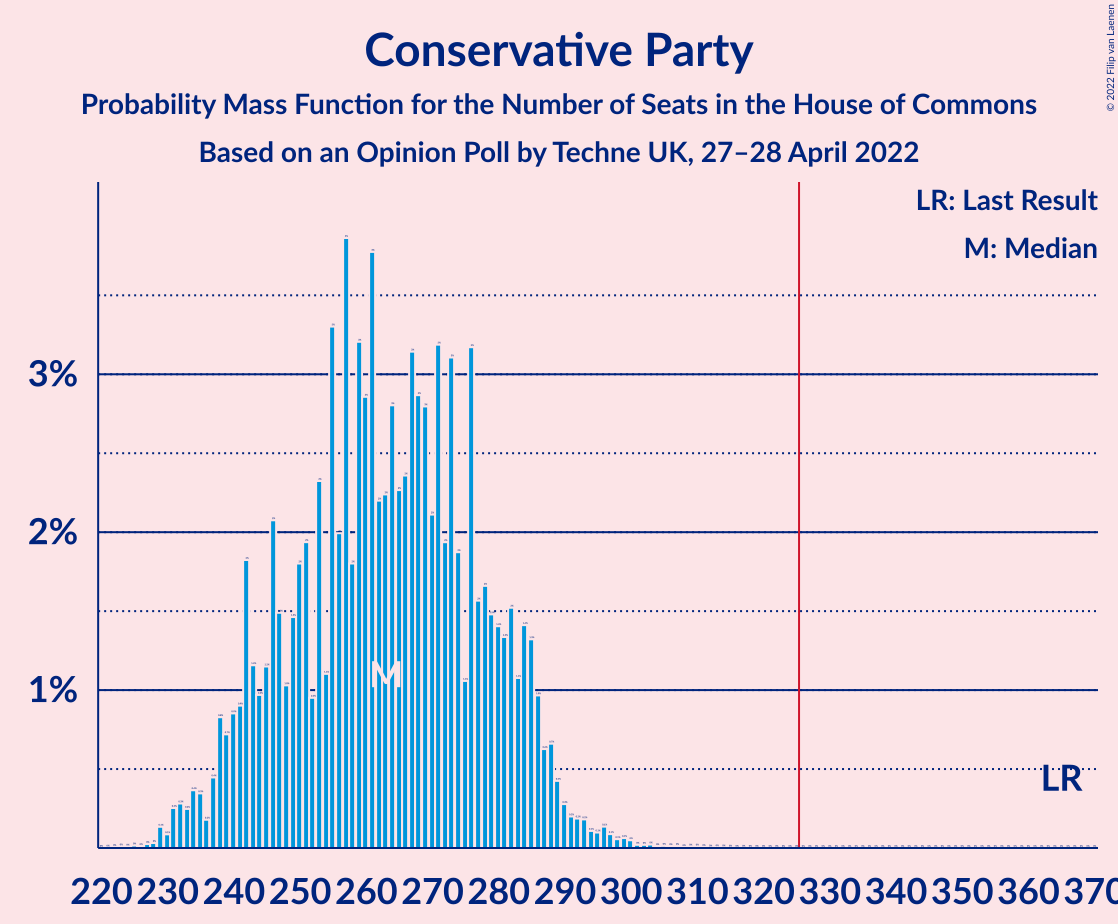 Conservative Party
Probability Mass Function for the Number of Seats in the House of Commons
Based on an Opinion Poll by Techne UK, 27–28 April 2022
© 2022 Filip van Laenen
LR: Last Result
M: Median
3%
2%
1%
M
LR
220 230 240 250 260 270 280 290 300 310 320 330 340 350 360 370